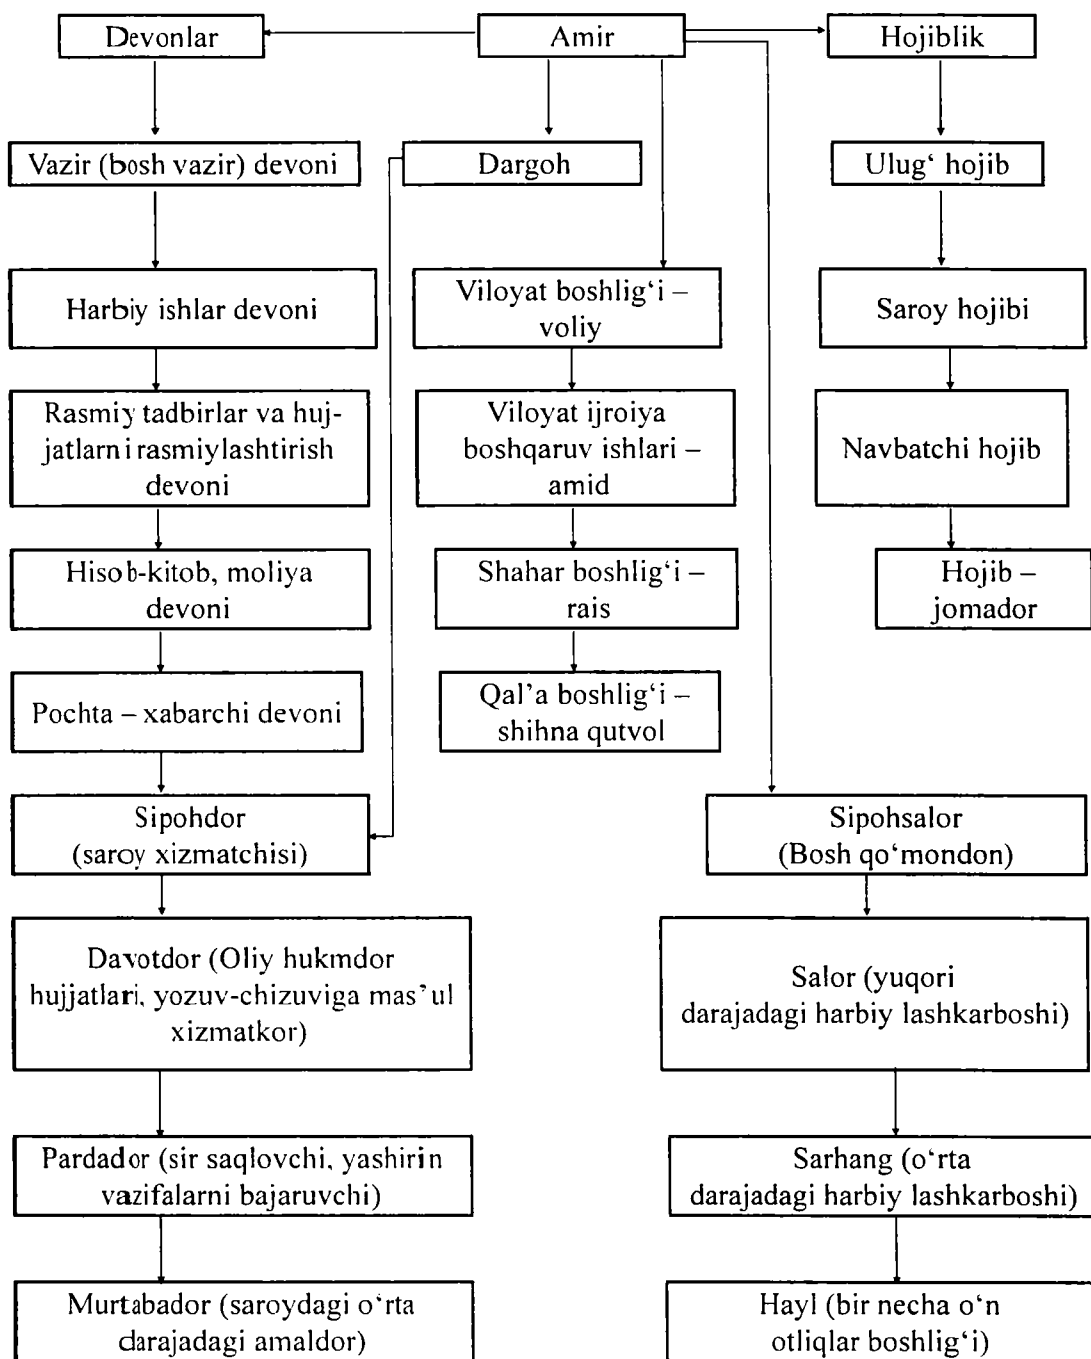 Devonlar
Amir
Hojiblik
Vazir (bosh vazir) devoni
Dargoh
Ulug‘ hojib
Harbiy ishlar devoni
Viloyat boshlig‘i –
voliy
Saroy hojibi
Rasmiy tadbirlar va huj-
jatlarni rasmiylashtirish
devoni
Viloyat ijroiya
boshqaruv ishlari –
amid
Navbatchi hojib
Hisob-kitob, moliya
devoni
Shahar boshlig‘i –
rais
Hojib –
jomador
Pochta – xabarchi devoni
Qal’a boshlig‘i –
shihna qutvol
Sipohdor
(saroy xizmatchisi)
Sipohsalor
(Bosh qo‘mondon)
Davotdor (Oliy hukmdor
hujjatlari, yozuv-chizuviga mas’ul
xizmatkor)
Salor (yuqori
darajadagi harbiy lashkarboshi)
Pardador (sir saqlovchi, yashirin
vazifalarni bajaruvchi)
Sarhang (o‘rta
darajadagi harbiy lashkarboshi)
Murtabador (saroydagi o‘rta
darajadagi amaldor)
Hayl (bir necha o‘n
otliqlar boshlig‘i)